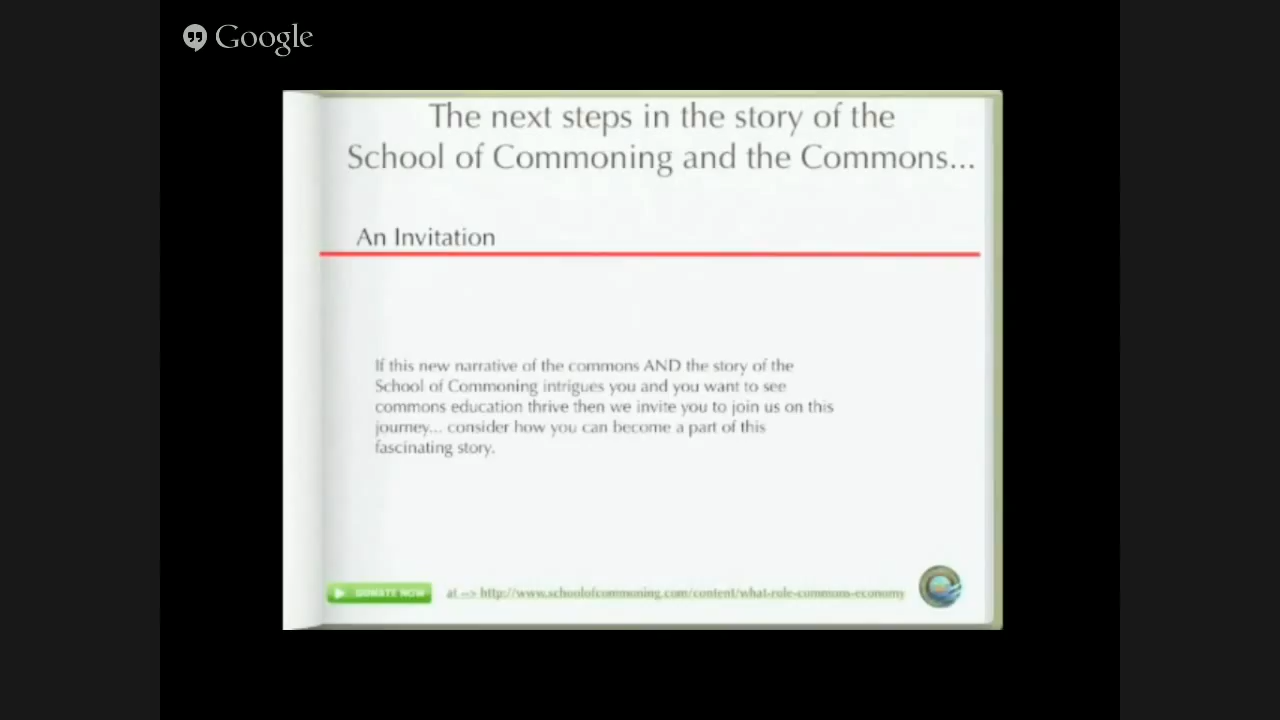 Google
The next steps in the story of the
School of Commoning and the Commons...
An Invitation
If this new narrative of the commons AND the story of the
School of Commoning intrigues you and you want to see
commons education thrive then we invite you to join us on this
journey... consider how you can become a part of this
fascinating story.
DONATE NOW
at --> http://www.schoolofcommoning.com/content/what-role-commons-economy